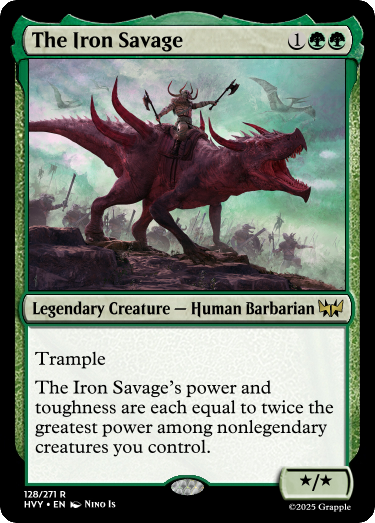 The Iron Savage 1
Legendary Creature — Human Barbarian
Trample
The Iron Savage's power and
toughness are each equal to twice the
greatest power among nonlegendary
creatures you control.
*/*
128/271 R
HVY • EN Nino Is
©2025 Grapple